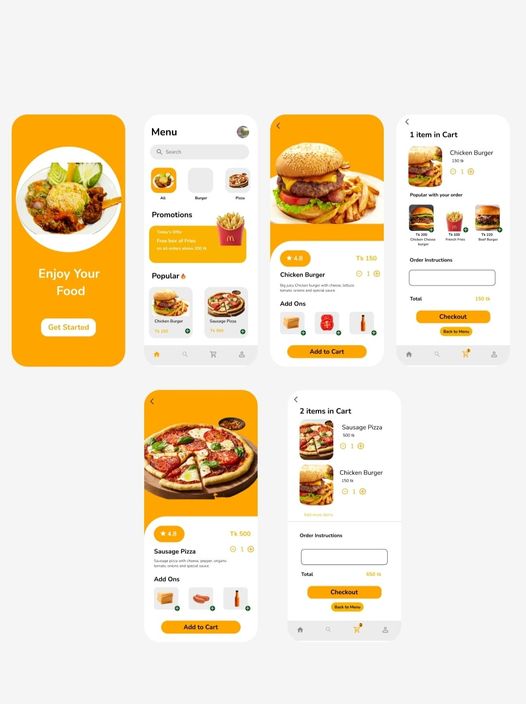 Enjoy Your
Food
Get Started
Menu
Search
All
Burger
Pizza
Promotions
Today's Offer
Free box of Fries
on all orders above 300 tk
Popular
Chicken Burger
Tk 150
Sausage Pizza
Tk 500
★ 4.8
Tk 150
Chicken Burger
1
Big juicy Chicken burger with cheese, lettuce
tomato, onions and special sauce
Add Ons
Add to Cart
1 item in Cart
Chicken Burger
150 tk
1
Popular with your order
Tk 200
Chicken Cheese
burger
Tk 100
French Fries
Tk 220
Beef Burger
Order Instructions
Total
150 tk
Checkout
Back to Menu
★ 4.8
Tk 500
Sausage Pizza
1
Sausage pizza with cheese, pepper, origano
tomato, onions and special sauce
Add Ons
Add to Cart
2 items in Cart
Sausage Pizza
500 tk
1
Chicken Burger
150 tk
1
Add more items
Order Instructions
Total
650 tk
Checkout
Back to Menu